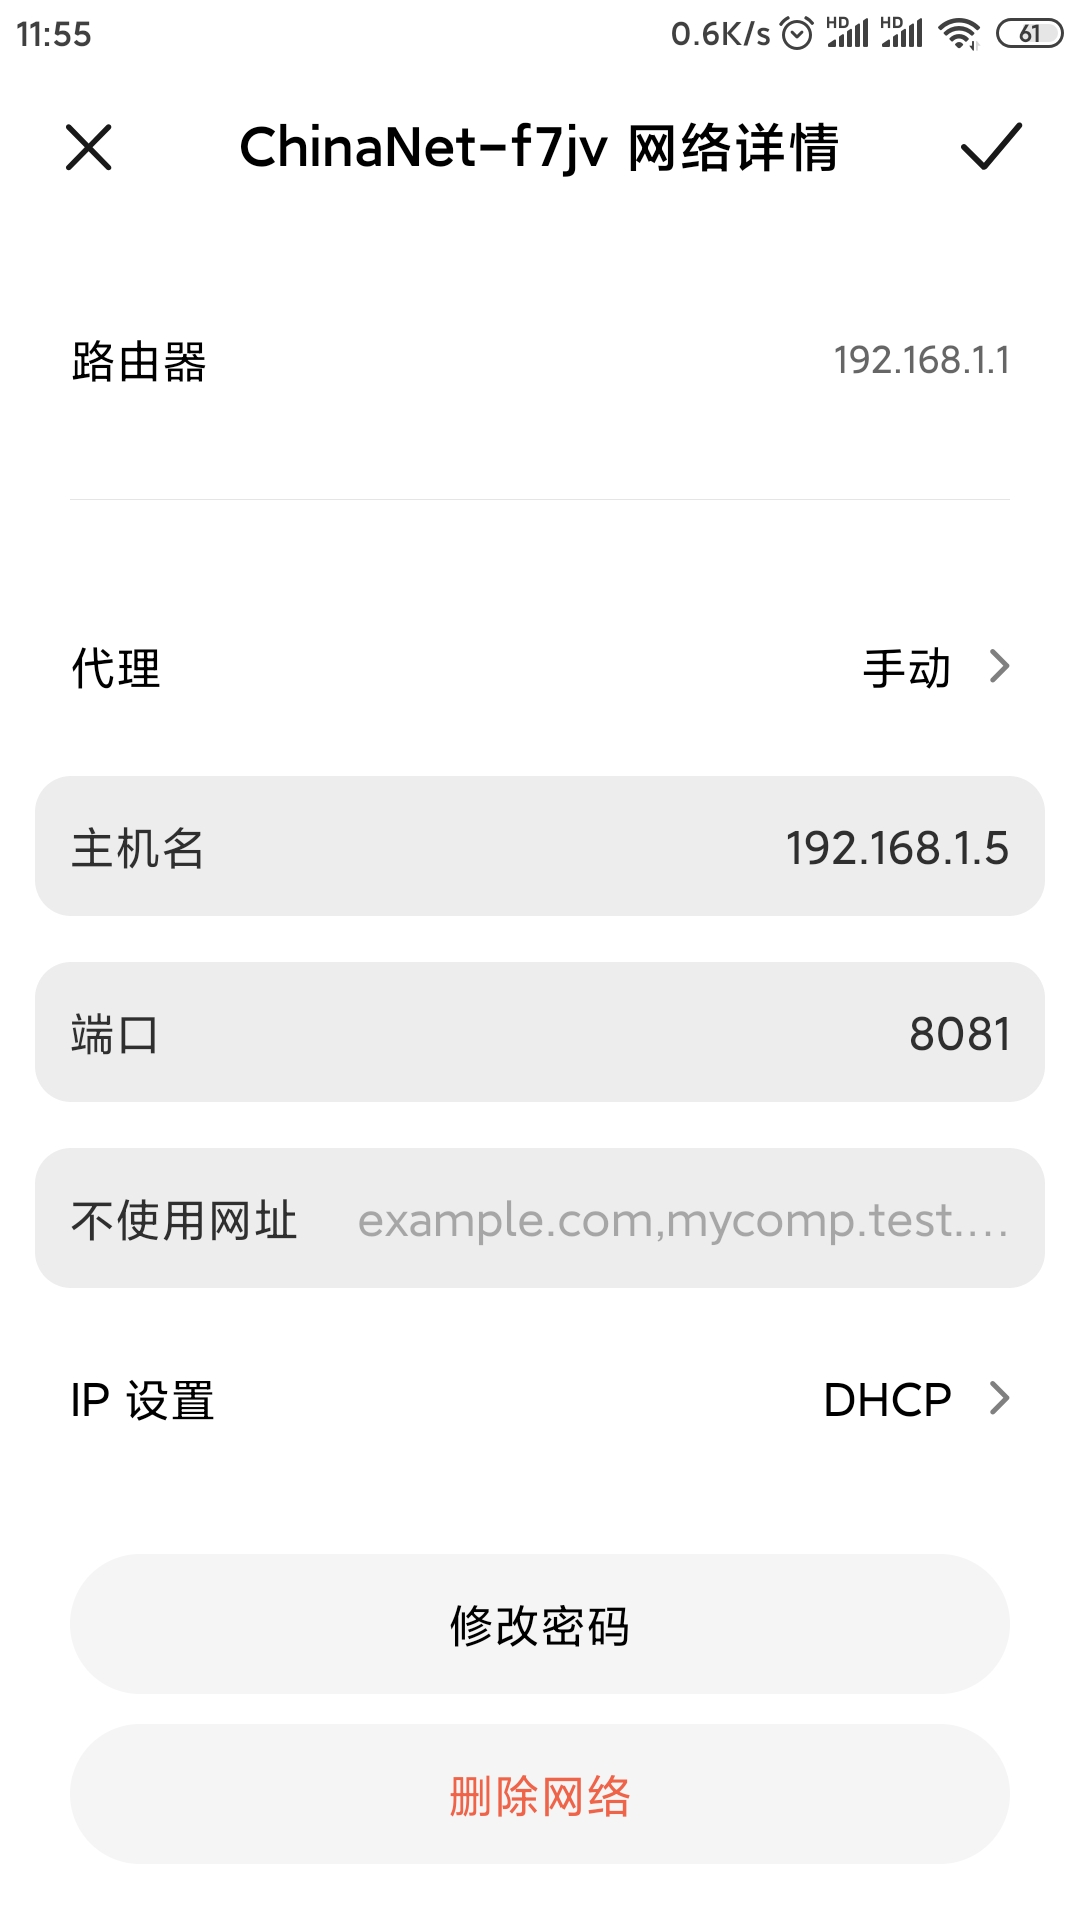 11:55
0.6K/s HD HD 61
ChinaNet-f7jv 网络详情
路由器 192.168.1.1
代理 手动
主机名 192.168.1.5
端口 8081
不使用网址 example.com,mycomp.test....
IP 设置 DHCP
修改密码
删除网络